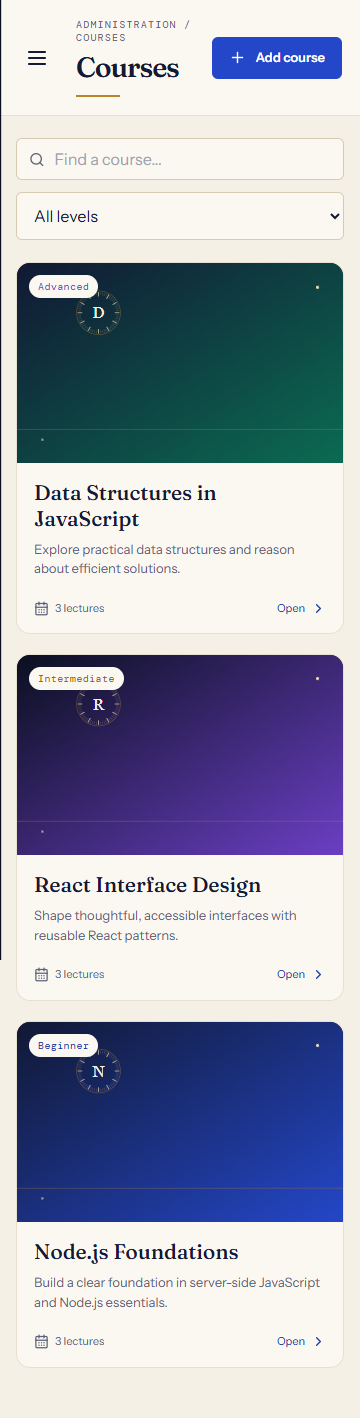 ADMINISTRATION /
COURSES
Courses
Add course
Find a course...
All levels
Advanced
D
Data Structures in
JavaScript
Explore practical data structures and reason
about efficient solutions.
3 lectures
Open
Intermediate
R
React Interface Design
Shape thoughtful, accessible interfaces with
reusable React patterns.
3 lectures
Open
Beginner
N
Node.js Foundations
Build a clear foundation in server-side JavaScript
and Node.js essentials.
3 lectures
Open